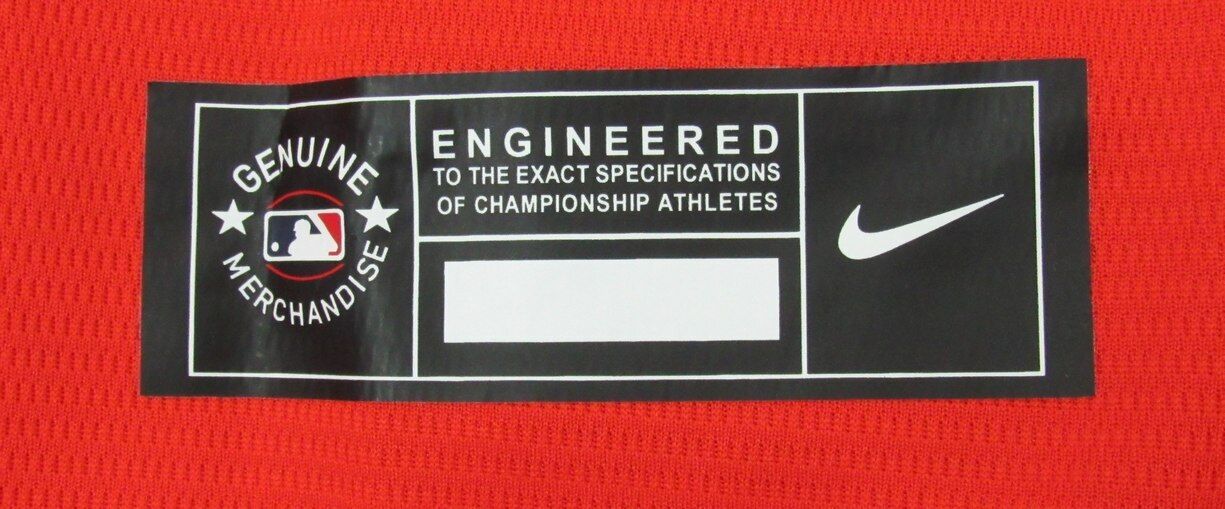 GENUINE
MERCHANDISE
ENGINEERED
TO THE EXACT SPECIFICATIONS
OF CHAMPIONSHIP ATHLETES